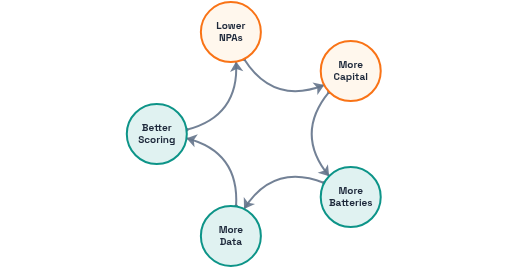 Lower
NPAs
More
Capital
More
Batteries
More
Data
Better
Scoring